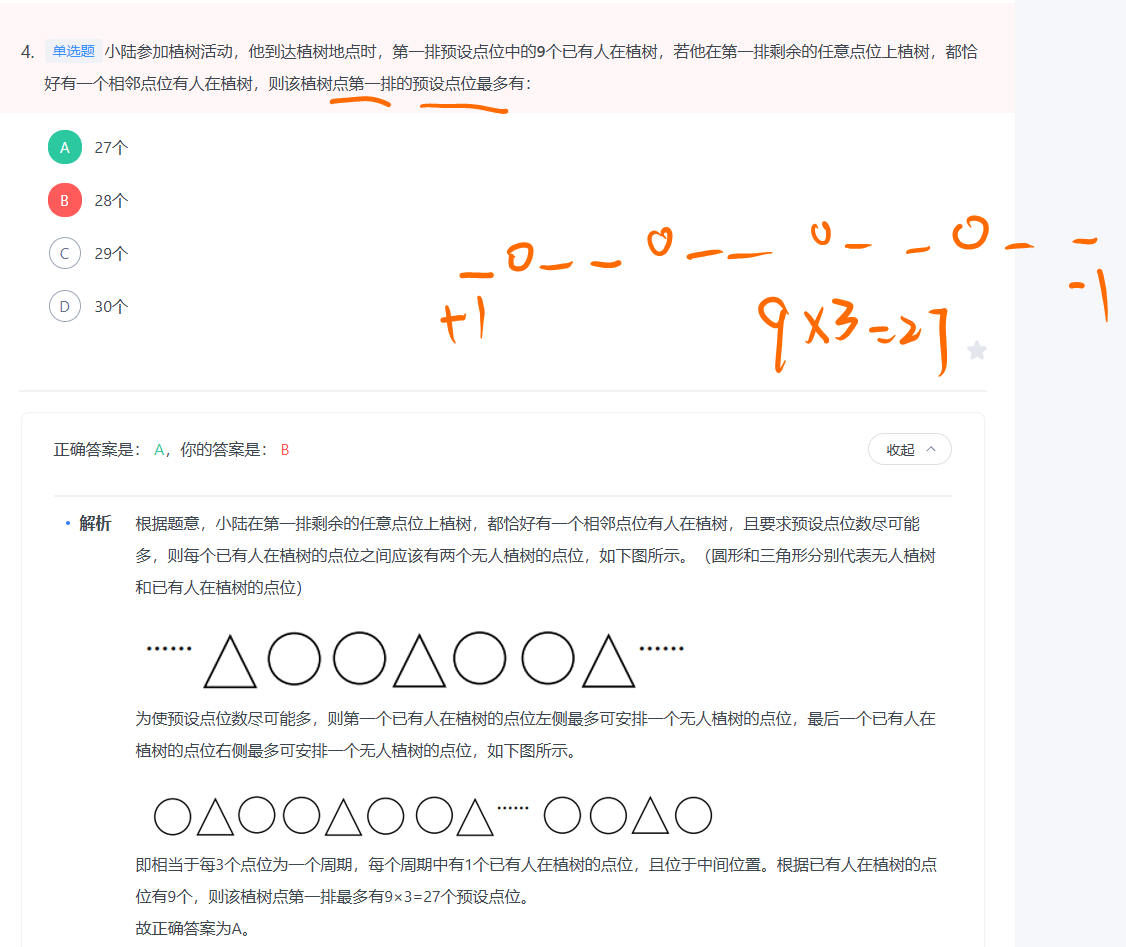 4. 单选题 小陆参加植树活动，他到达植树地点时，第一排预设点位中的9个已有人在植树，若他在第一排剩余的任意点位上植树，都恰
好有一个相邻点位有人在植树，则该植树点第一排的预设点位最多有：
A 27个
B 28个
C 29个
D 30个
+1
9×3=27
-1
正确答案是： A，你的答案是： B
收起
解析 根据题意，小陆在第一排剩余的任意点位上植树，都恰好有一个相邻点位有人在植树，且要求预设点位数尽可能
多，则每个已有人在植树的点位之间应该有两个无人植树的点位，如下图所示。（圆形和三角形分别代表无人植树
和已有人在植树的点位）
……
……
为使预设点位数尽可能多，则第一个已有人在植树的点位左侧最多可安排一个无人植树的点位，最后一个已有人在
植树的点位右侧最多可安排一个无人植树的点位，如下图所示。
……
即相当于每3个点位为一个周期，每个周期中有1个已有人在植树的点位，且位于中间位置。根据已有人在植树的点
位有9个，则该植树点第一排最多有9×3=27个预设点位。
故正确答案为A。